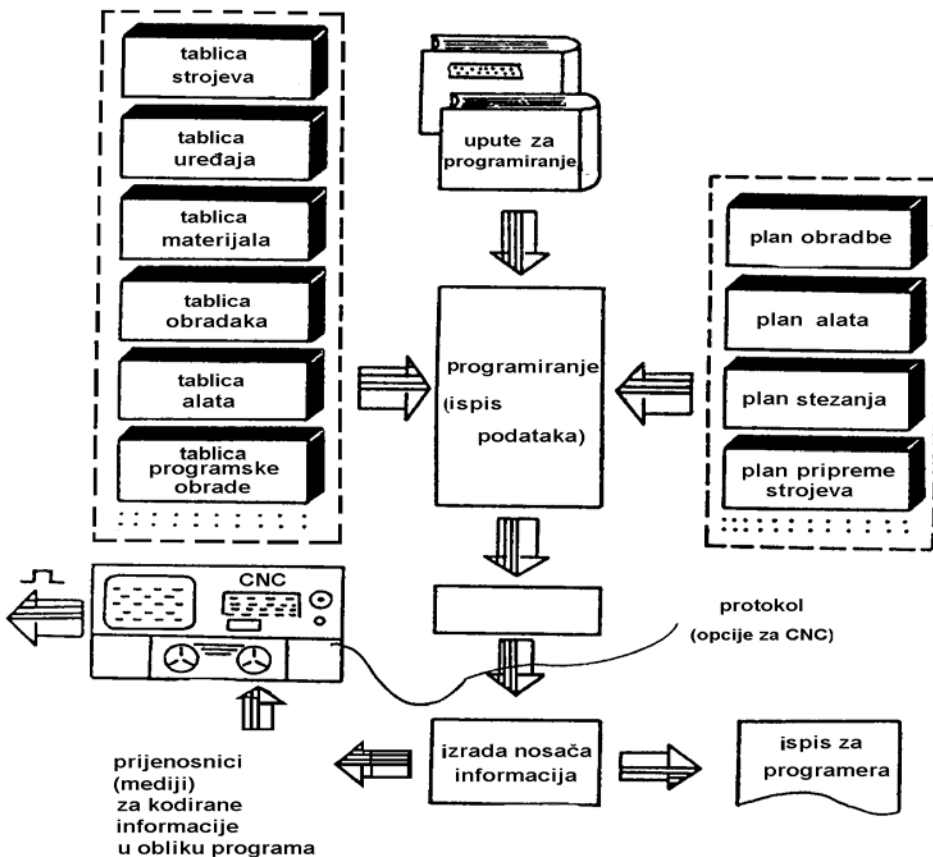 tablica
strojeva
tablica
uređaja
tablica
materijala
tablica
obradaka
tablica
alata
tablica
programske
obrade
upute za
programiranje
plan obradbe
plan alata
plan stezanja
plan pripreme
strojeva
programiranje
(ispis
podataka)
CNC
protokol
(opcije za CNC)
izrada nosača
informacija
ispis za
programera
prijenosnici
(mediji)
za kodirane
informacije
u obliku programa